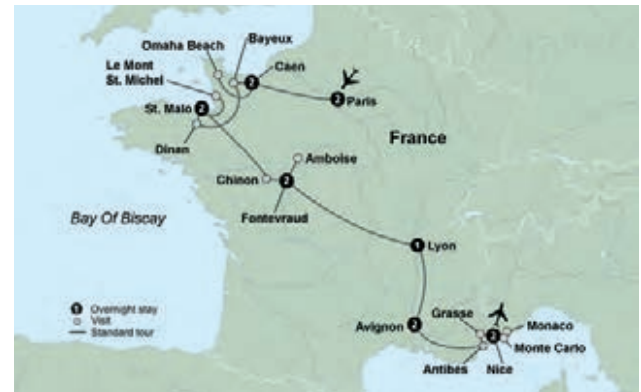 Omaha Beach
Bayeux
Le Mont
St. Michel
Caen
2
2
Paris
St. Malo
2
France
Dinan
Amboise
Chinon
2
Fontevraud
Bay Of Biscay
1
Lyon
1 Overnight stay
Visit
Standard tour
Grasse
Avignon
2
2
Monaco
Monte Carlo
Antibes
Nice